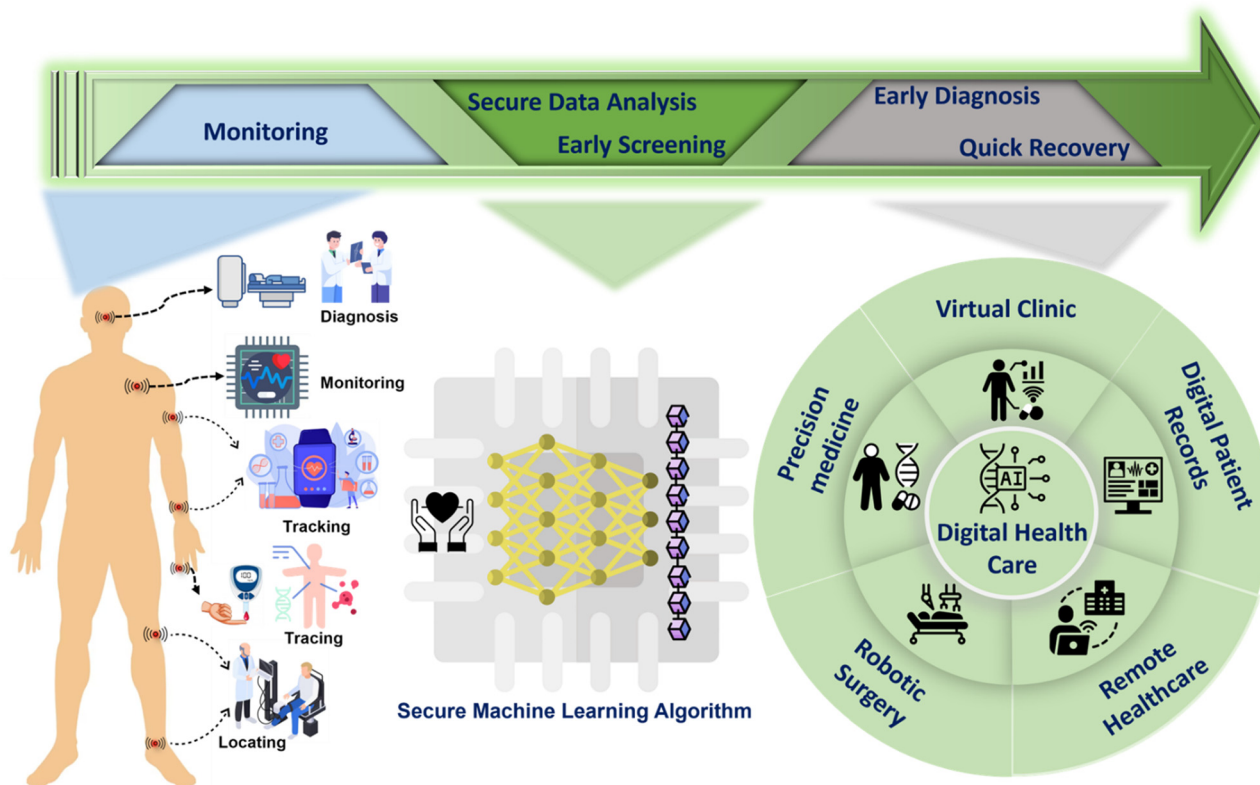 Monitoring
Secure Data Analysis
Early Screening
Early Diagnosis
Quick Recovery
Diagnosis
Monitoring
Tracking
100
Tracing
Locating
Secure Machine Learning Algorithm
Virtual Clinic
Precision
medicine
Digital Patient
Records
AI
Digital Health
Care
Robotic
Surgery
Remote
Healthcare